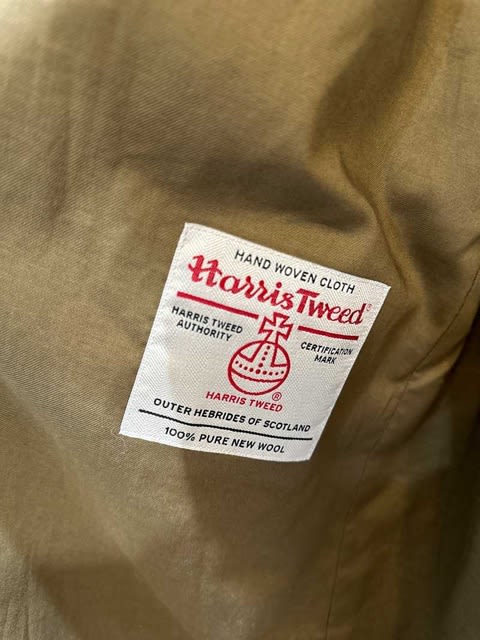 HAND WOVEN CLOTH
Harris Tweed®
HARRIS TWEED
AUTHORITY
CERTIFICATION
MARK
®
HARRIS TWEED
OUTER HEBRIDES OF SCOTLAND
100% PURE NEW WOOL